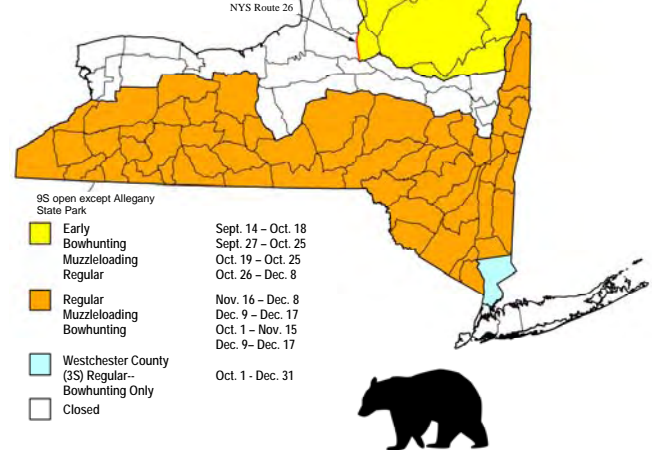 NYS Route 26
9S open except Allegany
State Park
Early Sept. 14 – Oct. 18
Bowhunting Sept. 27 – Oct. 25
Muzzleloading Oct. 19 – Oct. 25
Regular Oct. 26 – Dec. 8
Regular Nov. 16 – Dec. 8
Muzzleloading Dec. 9 – Dec. 17
Bowhunting Oct. 1 – Nov. 15
Dec. 9– Dec. 17
Westchester County
(3S) Regular-- Oct. 1 - Dec. 31
Bowhunting Only
Closed